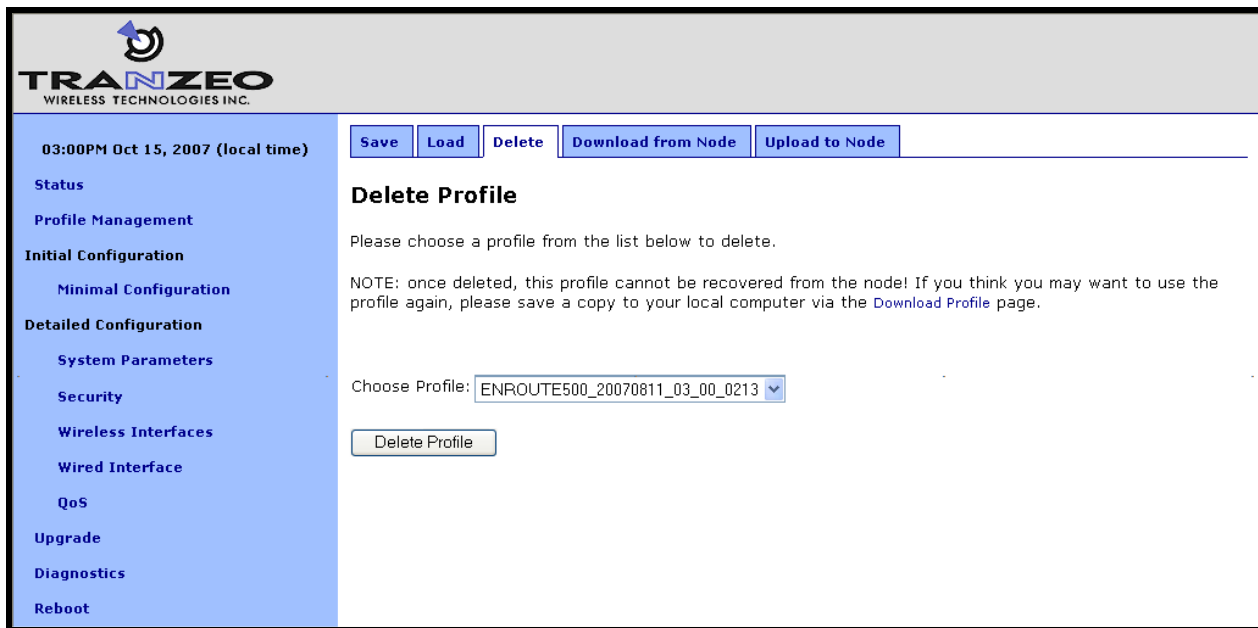 TRANZEO
WIRELESS TECHNOLOGIES INC.
03:00PM Oct 15, 2007 (local time)
Status
Profile Management
Initial Configuration
Minimal Configuration
Detailed Configuration
System Parameters
Security
Wireless Interfaces
Wired Interface
QoS
Upgrade
Diagnostics
Reboot
Save Load Delete Download from Node Upload to Node
Delete Profile
Please choose a profile from the list below to delete.
NOTE: once deleted, this profile cannot be recovered from the node! If you think you may want to use the
profile again, please save a copy to your local computer via the Download Profile page.
Choose Profile: ENROUTE500_20070811_03_00_0213
Delete Profile